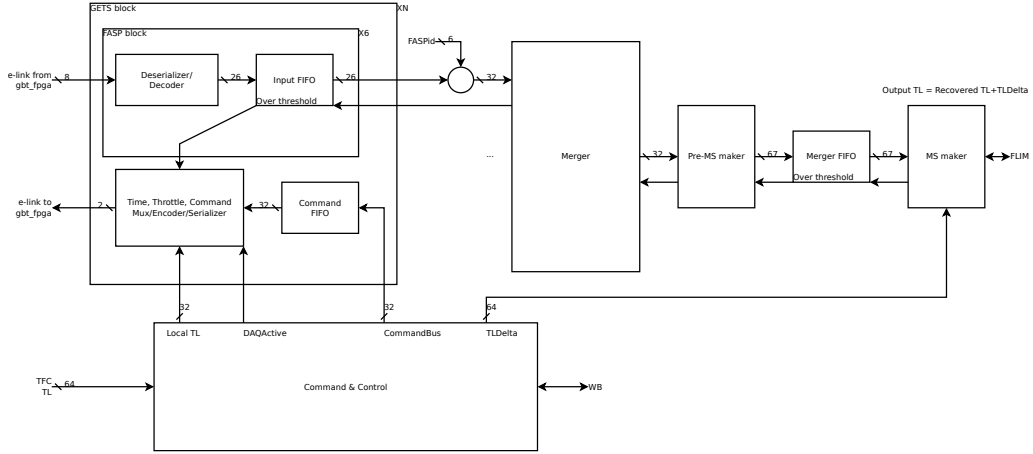 GETS block
XN
FASP block
X6
FASPid
6
e-link from
gbt_fpga
8
Deserializer/
Decoder
26
Input FIFO
26
32
Over threshold
Output TL = Recovered TL+TLDelta
...
Merger
32
Pre-MS maker
67
Merger FIFO
67
MS maker
FLIM
Over threshold
e-link to
gbt_fpga
2
Time, Throttle, Command
Mux/Encoder/Serializer
32
Command
FIFO
32
32
64
Local TL
DAQActive
CommandBus
TLDelta
TFC
TL
64
Command & Control
WB